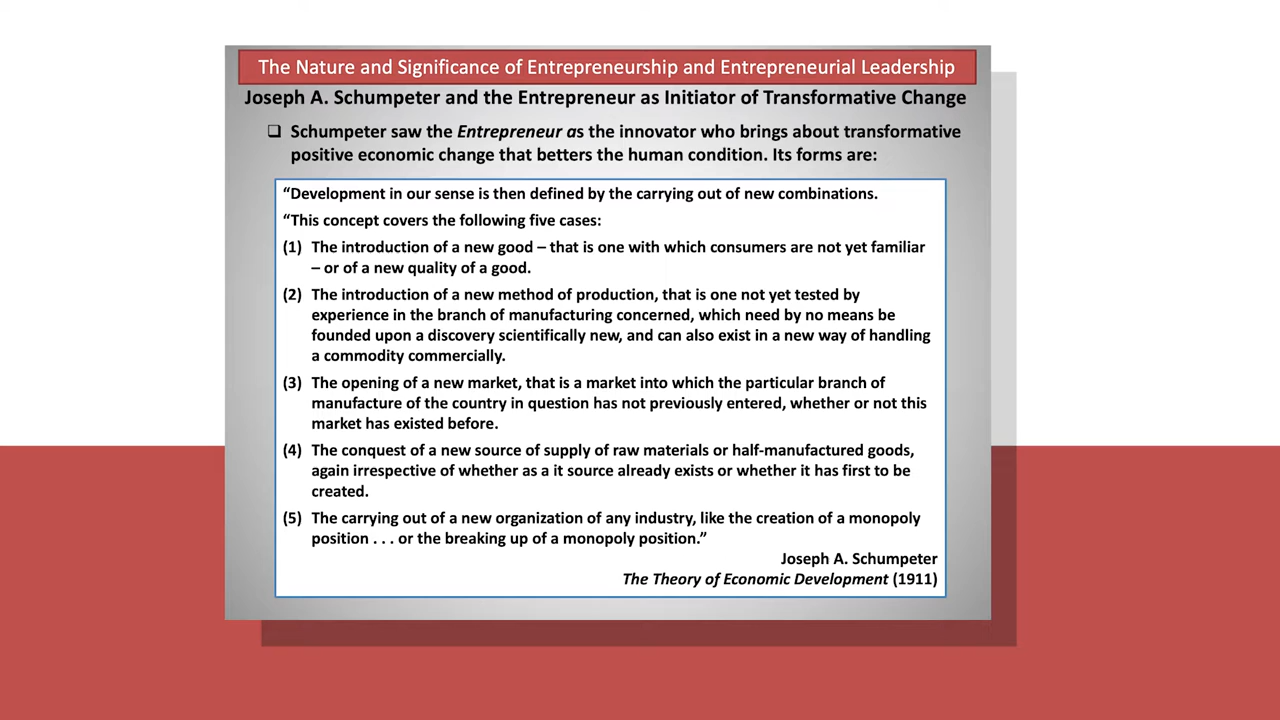 The Nature and Significance of Entrepreneurship and Entrepreneurial Leadership
Joseph A. Schumpeter and the Entrepreneur as Initiator of Transformative Change
❑ Schumpeter saw the Entrepreneur as the innovator who brings about transformative
positive economic change that betters the human condition. Its forms are:
“Development in our sense is then defined by the carrying out of new combinations.
“This concept covers the following five cases:
(1) The introduction of a new good – that is one with which consumers are not yet familiar
– or of a new quality of a good.
(2) The introduction of a new method of production, that is one not yet tested by
experience in the branch of manufacturing concerned, which need by no means be
founded upon a discovery scientifically new, and can also exist in a new way of handling
a commodity commercially.
(3) The opening of a new market, that is a market into which the particular branch of
manufacture of the country in question has not previously entered, whether or not this
market has existed before.
(4) The conquest of a new source of supply of raw materials or half-manufactured goods,
again irrespective of whether as a it source already exists or whether it has first to be
created.
(5) The carrying out of a new organization of any industry, like the creation of a monopoly
position . . . or the breaking up of a monopoly position.”
Joseph A. Schumpeter
The Theory of Economic Development (1911)